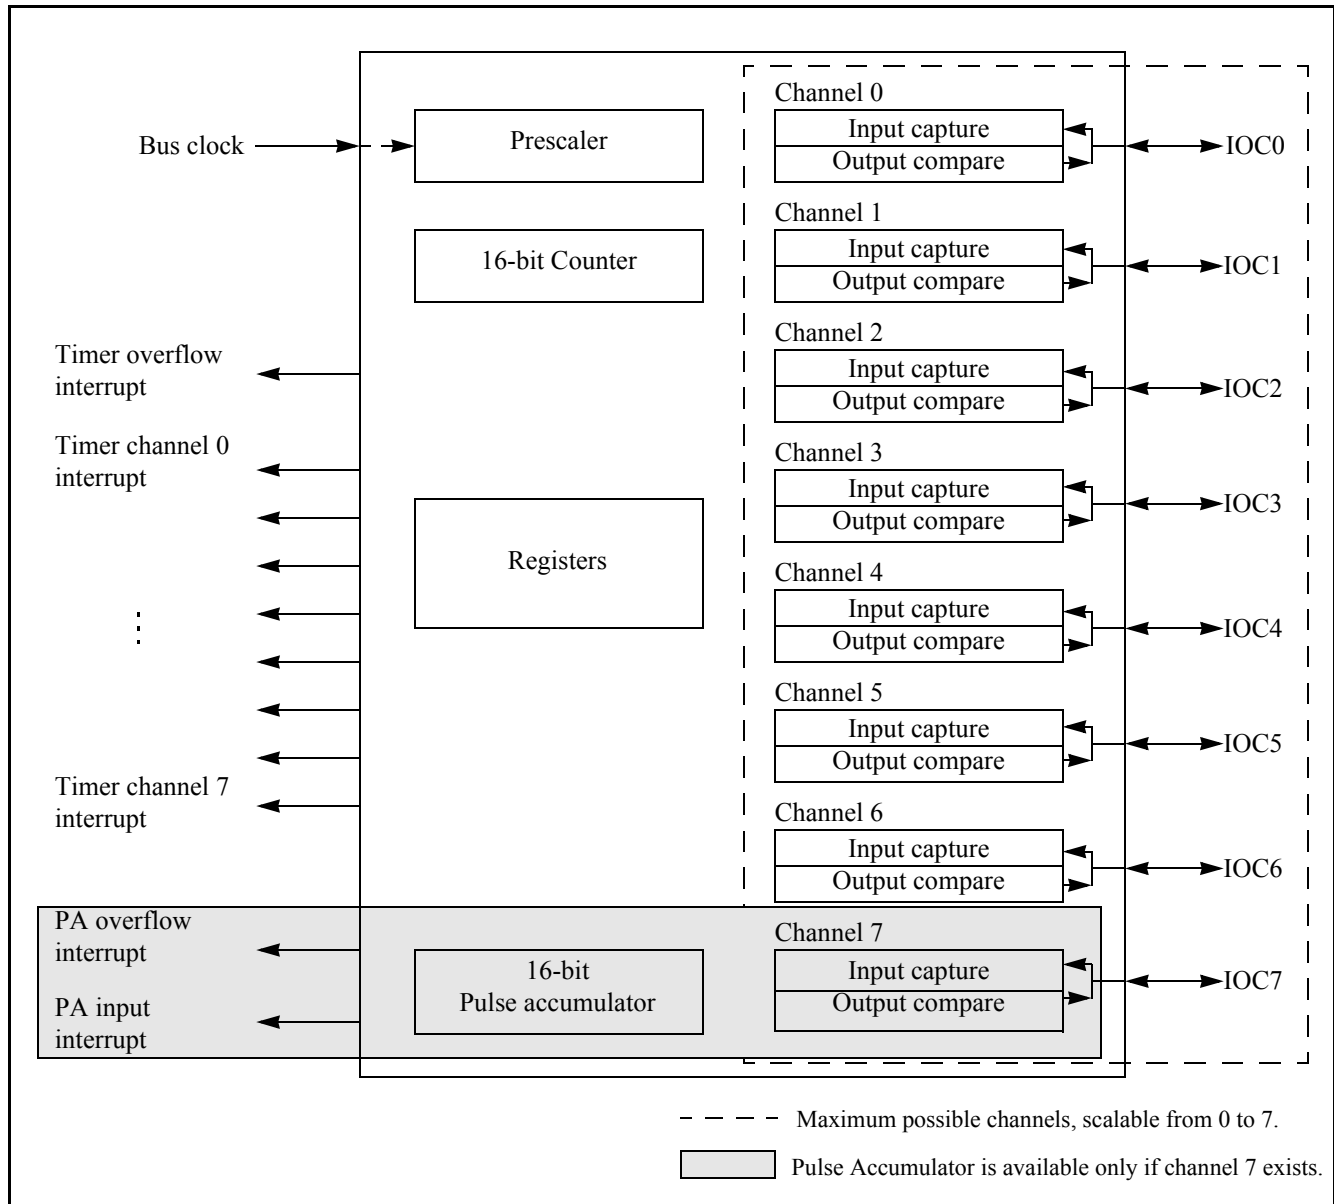 Channel 0
Bus clock
Prescaler
Input capture
Output compare
IOC0
Channel 1
16-bit Counter
Input capture
Output compare
IOC1
Timer overflow
interrupt
Channel 2
Input capture
Output compare
IOC2
Timer channel 0
interrupt
Channel 3
Input capture
Output compare
IOC3
Registers
Channel 4
Input capture
Output compare
IOC4
Channel 5
Input capture
Output compare
IOC5
Timer channel 7
interrupt
Channel 6
Input capture
Output compare
IOC6
PA overflow
interrupt
PA input
interrupt
16-bit
Pulse accumulator
Channel 7
Input capture
Output compare
IOC7
Maximum possible channels, scalable from 0 to 7.
Pulse Accumulator is available only if channel 7 exists.